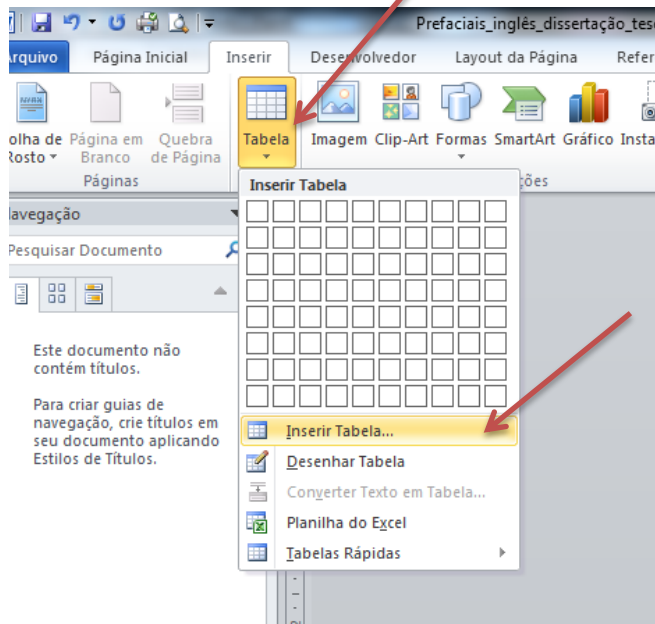 Prefaciais_inglês_dissertação_tese
Arquivo Página Inicial Inserir Desenvolvedor Layout da Página Refer
olha de Página em Quebra Tabela Imagem Clip-Art Formas SmartArt Gráfico Insta
Rosto Branco de Página
Páginas
ções
Inserir Tabela
Navegação
Pesquisar Documento
Este documento não
contém títulos.
Para criar guias de
navegação, crie títulos em
seu documento aplicando
Estilos de Títulos.
Inserir Tabela...
Desenhar Tabela
Converter Texto em Tabela...
Planilha do Excel
Tabelas Rápidas